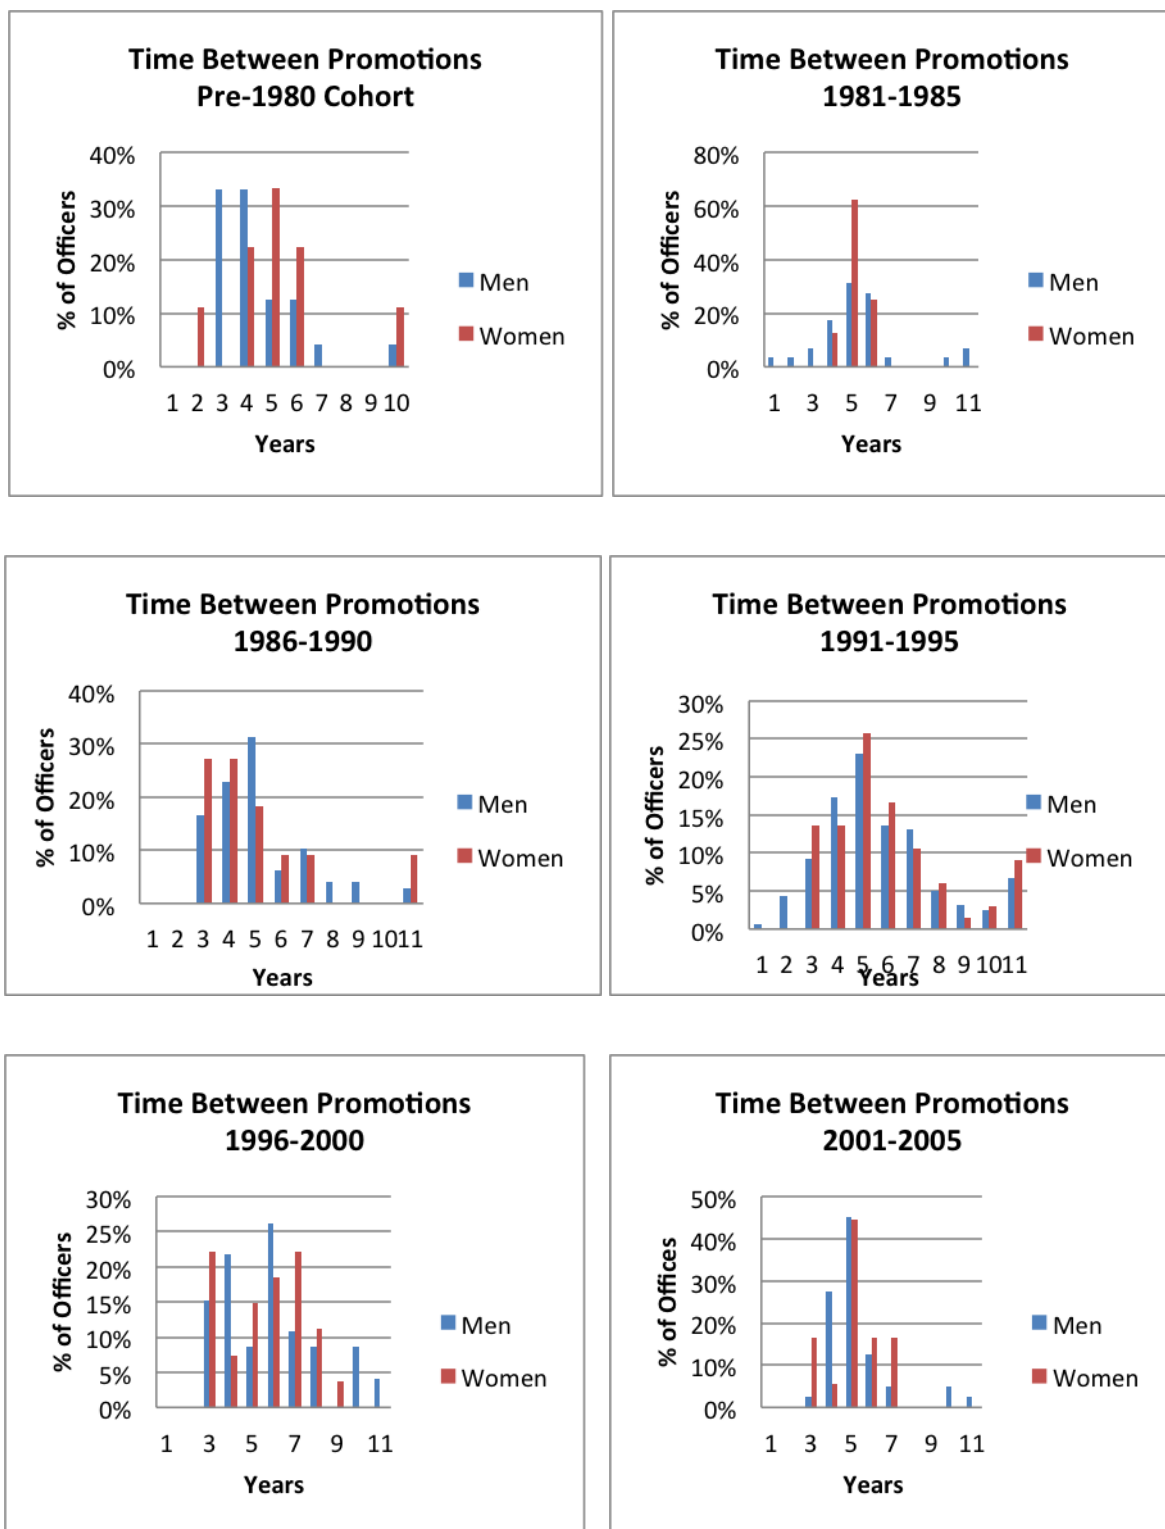 Time Between Promotions
Pre-1980 Cohort
40%
30%
20%
10%
0%
% of Officers
1 2 3 4 5 6 7 8 9 10
Years
Men
Women
Time Between Promotions
1981-1985
80%
60%
40%
20%
0%
% of Officers
1 3 5 7 9 11
Years
Men
Women
Time Between Promotions
1986-1990
40%
30%
20%
10%
0%
% of Officers
1 2 3 4 5 6 7 8 9 10 11
Years
Men
Women
Time Between Promotions
1991-1995
30%
25%
20%
15%
10%
5%
0%
% of Officers
1 2 3 4 5 6 7 8 9 10 11
Years
Men
Women
Time Between Promotions
1996-2000
30%
25%
20%
15%
10%
5%
0%
% of Officers
1 3 5 7 9 11
Years
Men
Women
Time Between Promotions
2001-2005
50%
40%
30%
20%
10%
0%
% of Offices
1 3 5 7 9 11
Years
Men
Women